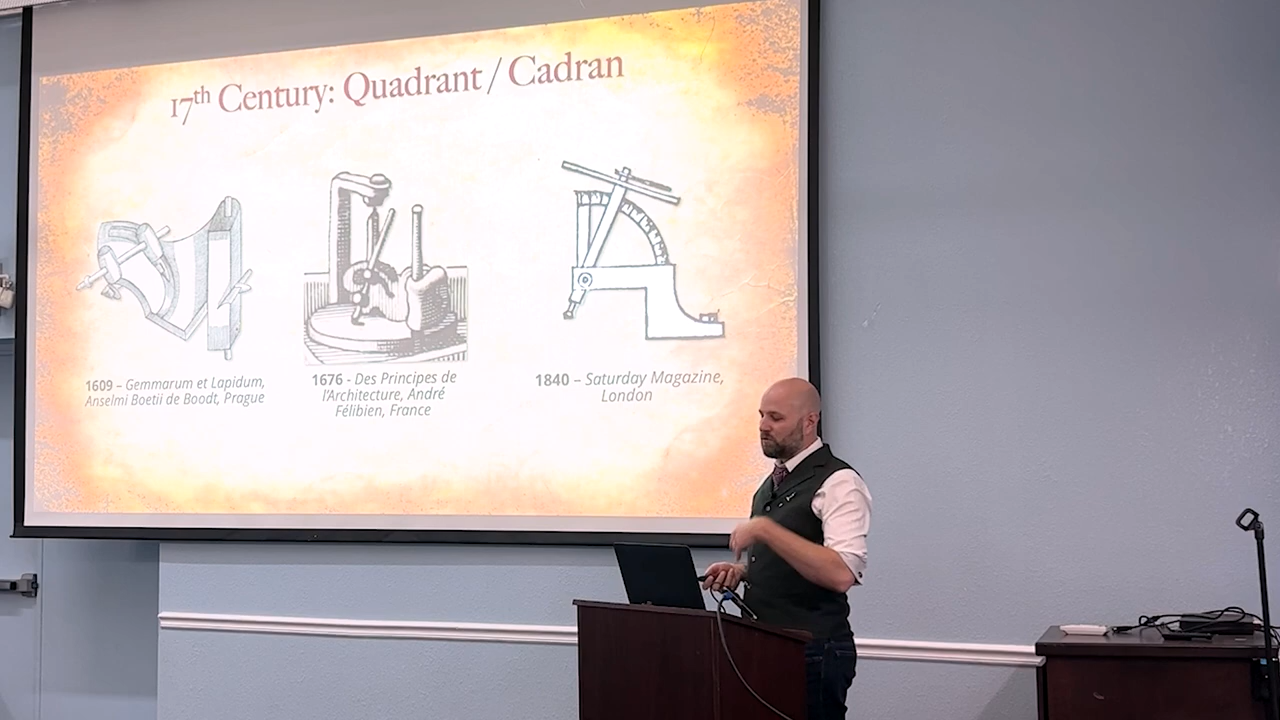 17th Century: Quadrant / Cadran
1609 – Gemmarum et Lapidum,
Anselmi Boetii de Boodt, Prague
1676 - Des Principes de
l'Architecture, André
Félibien, France
1840 – Saturday Magazine,
London